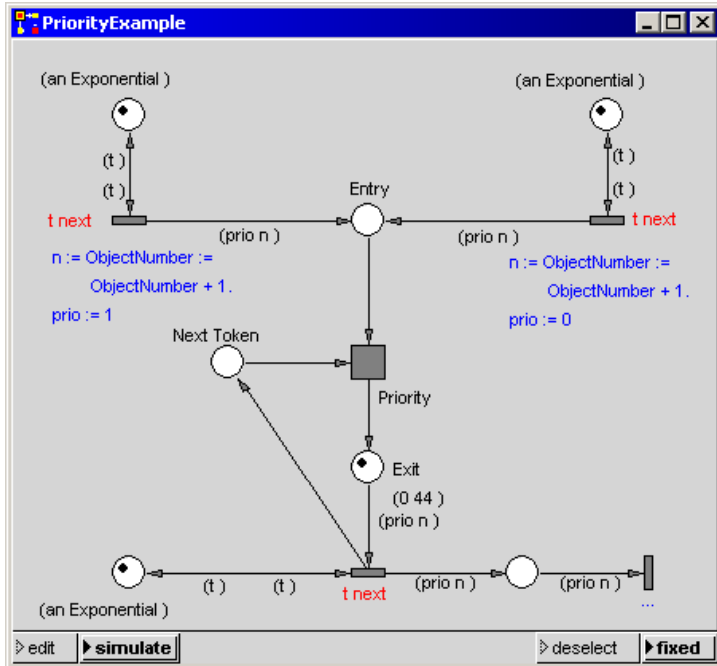 PriorityExample
(an Exponential )
(an Exponential )
(t )
(t )
(t )
(t )
Entry
t next
(prio n )
(prio n )
t next
n := ObjectNumber :=
ObjectNumber + 1.
prio := 1
n := ObjectNumber :=
ObjectNumber + 1.
prio := 0
Next Token
Priority
Exit
(0 44 )
(prio n )
(t )
(t )
t next
(prio n )
(prio n )
...
(an Exponential )
edit
simulate
deselect
fixed